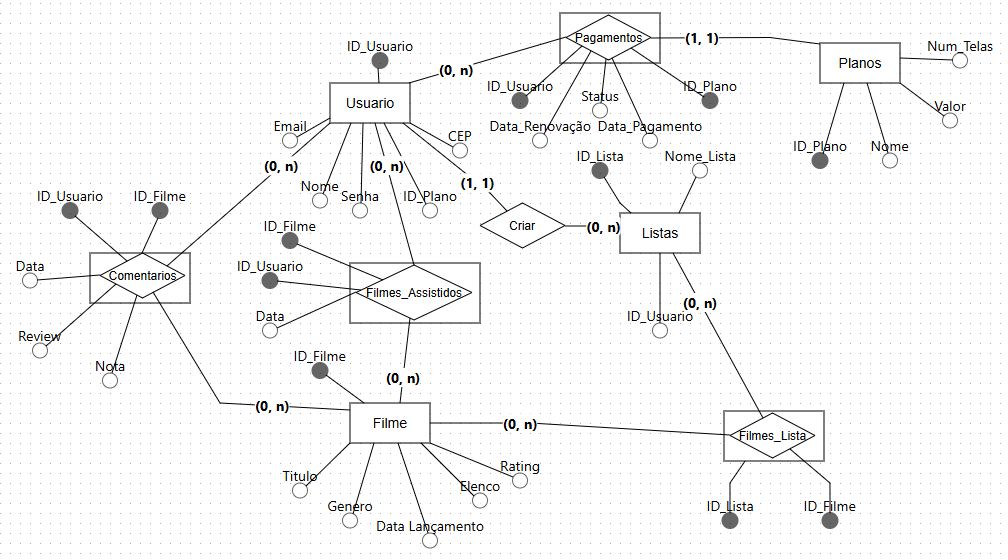 ID_Usuario
Usuario
(0, n)
Pagamentos
(1, 1)
Planos
Num_Telas
Valor
ID_Plano
Nome
ID_Usuario
Status
ID_Plano
Data_Renovação
Data_Pagamento
Email
CEP
(0, n)
(0, n)
(1, 1)
Nome
Senha
ID_Plano
ID_Lista
Nome_Lista
Criar
(0, n)
Listas
ID_Usuario
(0, n)
ID_Usuario
ID_Filme
Data
Comentarios
Review
Nota
ID_Filme
ID_Usuario
Data
Filmes_Assistidos
ID_Filme
(0, n)
(0, n)
Filme
(0, n)
Filmes_Lista
Titulo
Genero
Data Lançamento
Elenco
Rating
ID_Lista
ID_Filme